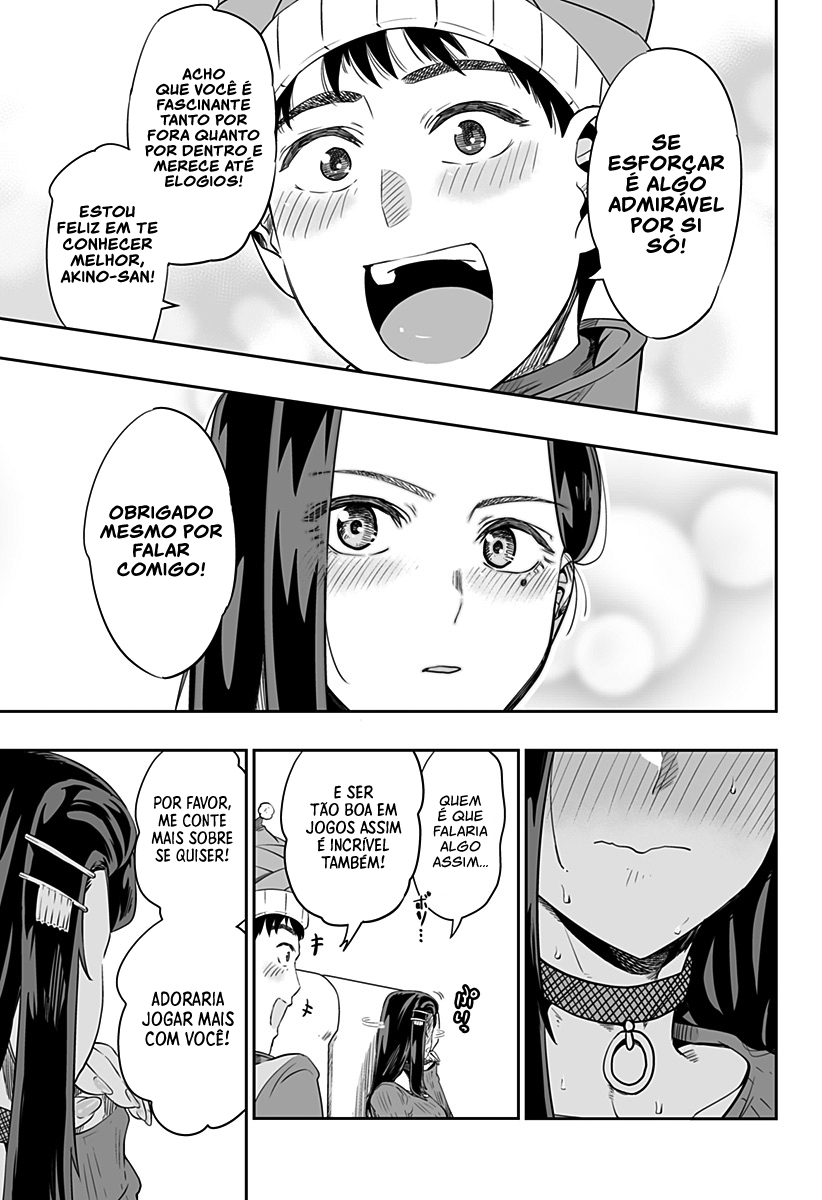 SE
ESFORÇAR
É ALGO
ADMIRÁVEL
POR SI
SÓ!
ACHO
QUE VOCÊ É
FASCINANTE
TANTO POR
FORA QUANTO
POR DENTRO E
MERECE ATÉ
ELOGIOS!
ESTOU
FELIZ EM TE
CONHECER
MELHOR,
AKINO-SAN!
OBRIGADO
MESMO POR
FALAR
COMIGO!
QUEM
É QUE
FALARIA
ALGO
ASSIM...
ボソ…
E SER
TÃO BOA EM
JOGOS ASSIM
É INCRÍVEL
TAMBÉM!
POR FAVOR,
ME CONTE
MAIS SOBRE
SE QUISER!
ADORARIA
JOGAR MAIS
COM VOCÊ!